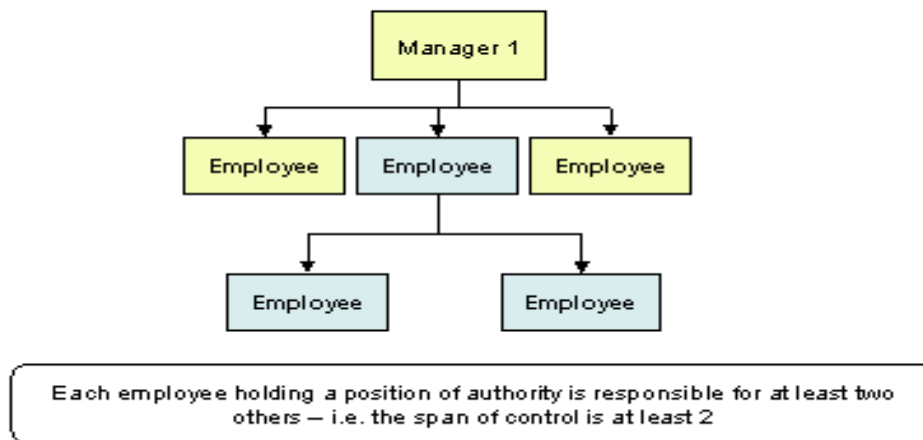 Manager 1
Employee
Employee
Employee
Employee
Employee
Each employee holding a position of authority is responsible for at least two
others – i.e. the span of control is at least 2